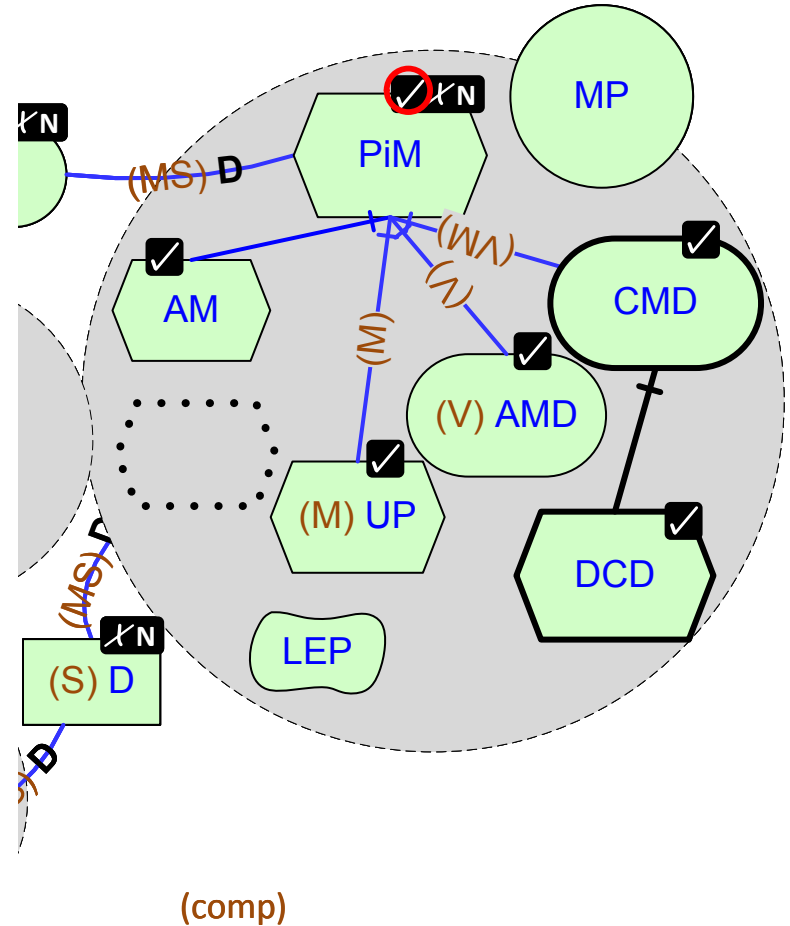 MP
✓ ⵣ N
N
PiM
(MS) D
(VM)
✓
✓
AM
CMD
(V)
(M)
✓
(V) AMD
✓
(M) UP
✓
D
DCD
(MS)
N
LEP
(S) D
D
(comp)